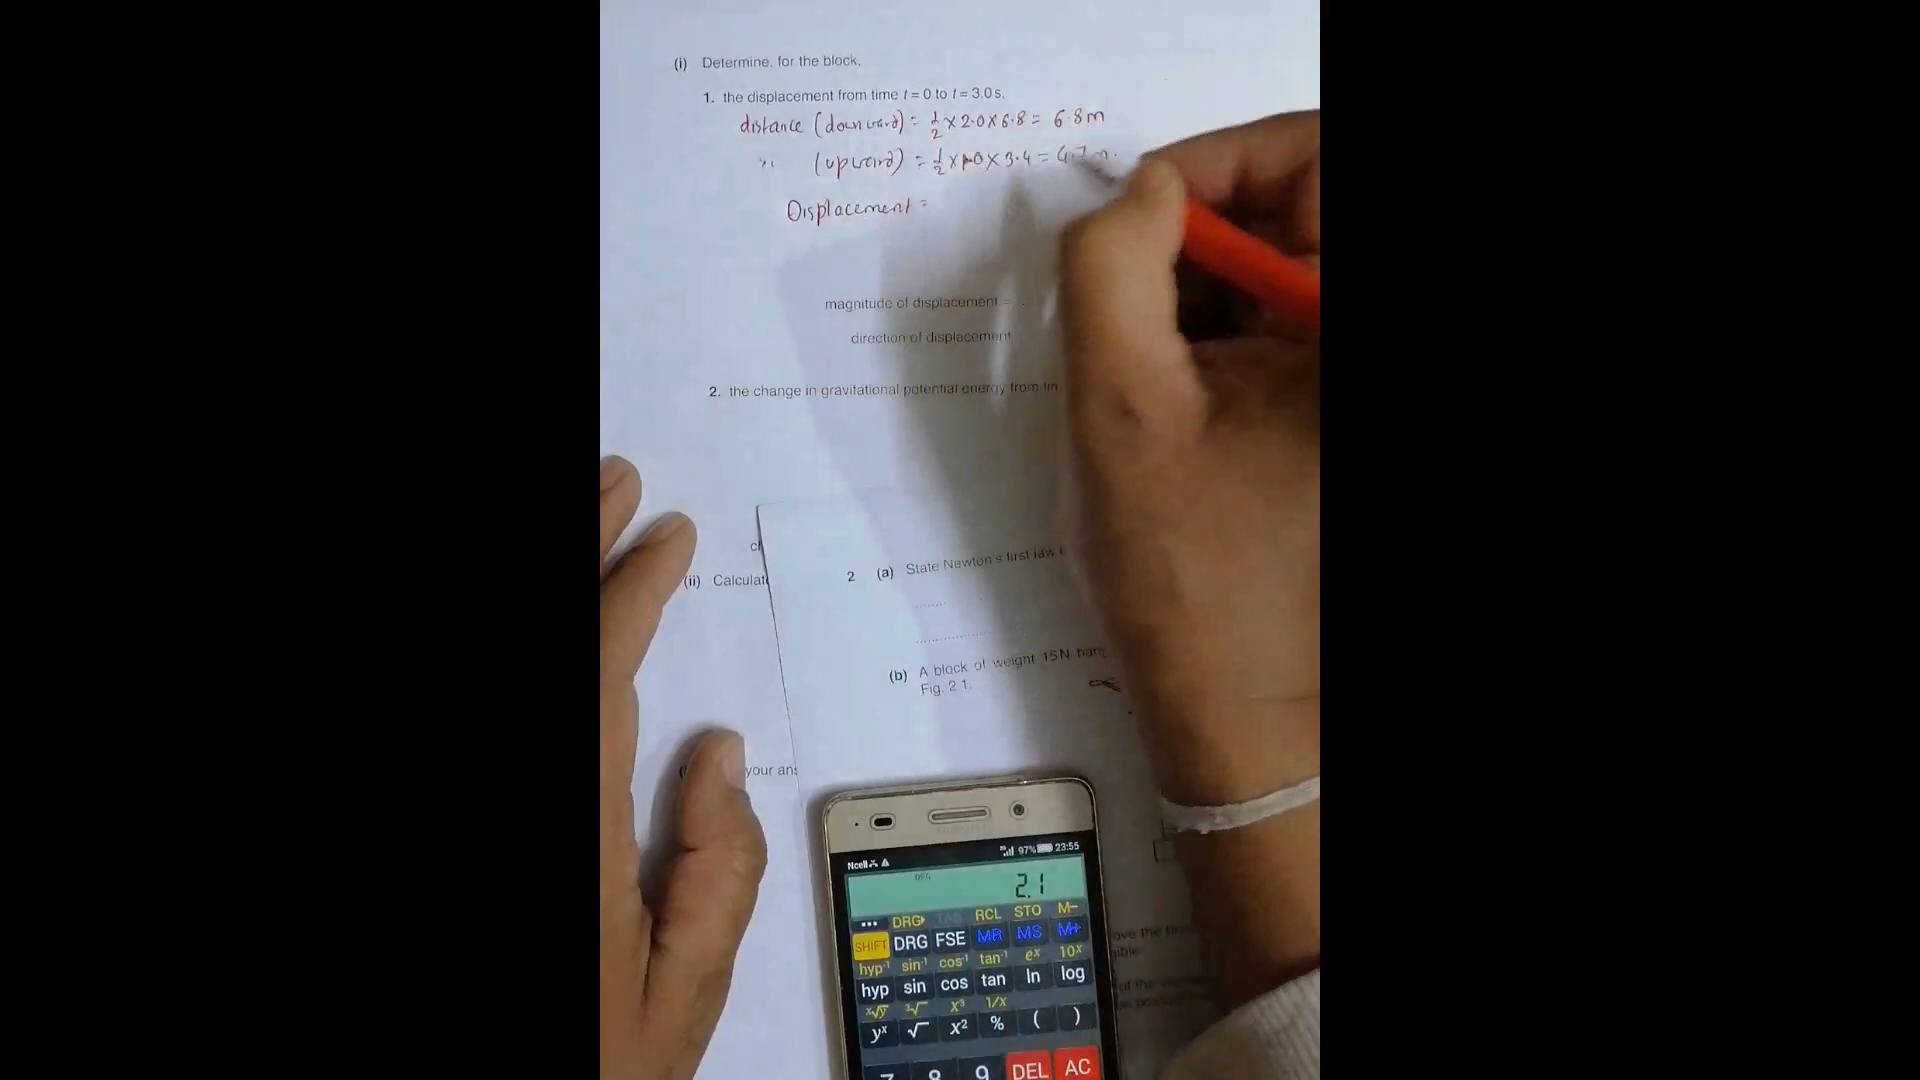 (i) Determine, for the block,
1. the displacement from time t = 0 to t = 3.0 s,
distance (downward) = 1/2 × 2.0 × 6.8 = 6.8 m
(upward) = 1/2 × 1.0 × 3.4 =
Displacement =
magnitude of displacement =
direction of displacement
2. the change in gravitational potential energy from
2 (a) State Newton's first law
(ii)
(b) A block of weight 15N
Fig. 2.1.
your
Ncell 97% 23:55
DRG
2.1
DRG▸ TAB RCL STO M–
SHIFT DRG FSE MR MS M+
hyp⁻¹ sin⁻¹ cos⁻¹ tan⁻¹ eˣ 10ˣ
hyp sin cos tan ln log
ˣ√y ³√ x³ 1/x
yˣ √ x² % ( )
7 8 9 DEL AC